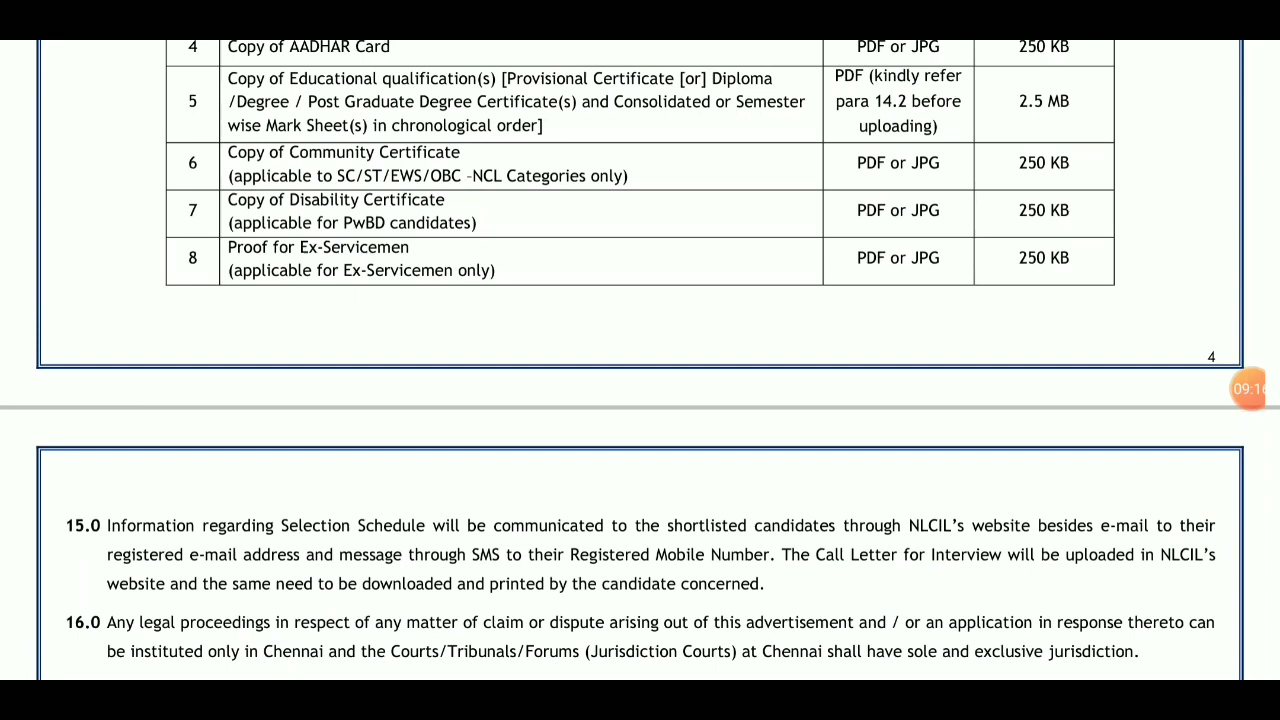 4 Copy of AADHAR Card PDF or JPG 250 KB
5 Copy of Educational qualification(s) [Provisional Certificate [or] Diploma
/Degree / Post Graduate Degree Certificate(s) and Consolidated or Semester
wise Mark Sheet(s) in chronological order]
PDF (kindly refer
para 14.2 before
uploading)
2.5 MB
6 Copy of Community Certificate
(applicable to SC/ST/EWS/OBC -NCL Categories only)
PDF or JPG 250 KB
7 Copy of Disability Certificate
(applicable for PwBD candidates)
PDF or JPG 250 KB
8 Proof for Ex-Servicemen
(applicable for Ex-Servicemen only)
PDF or JPG 250 KB
4
09:16
15.0 Information regarding Selection Schedule will be communicated to the shortlisted candidates through NLCIL’s website besides e-mail to their
registered e-mail address and message through SMS to their Registered Mobile Number. The Call Letter for Interview will be uploaded in NLCIL’s
website and the same need to be downloaded and printed by the candidate concerned.
16.0 Any legal proceedings in respect of any matter of claim or dispute arising out of this advertisement and / or an application in response thereto can
be instituted only in Chennai and the Courts/Tribunals/Forums (Jurisdiction Courts) at Chennai shall have sole and exclusive jurisdiction.